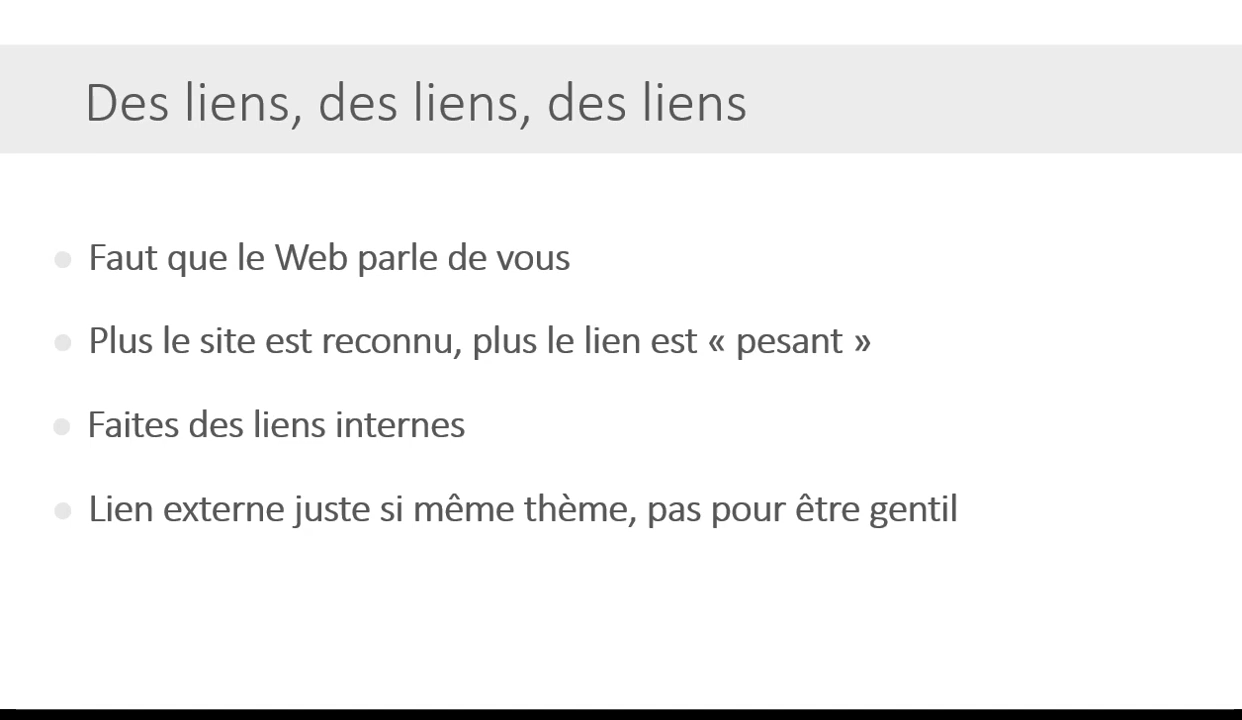 Des liens, des liens, des liens
Faut que le Web parle de vous
Plus le site est reconnu, plus le lien est « pesant »
Faites des liens internes
Lien externe juste si même thème, pas pour être gentil